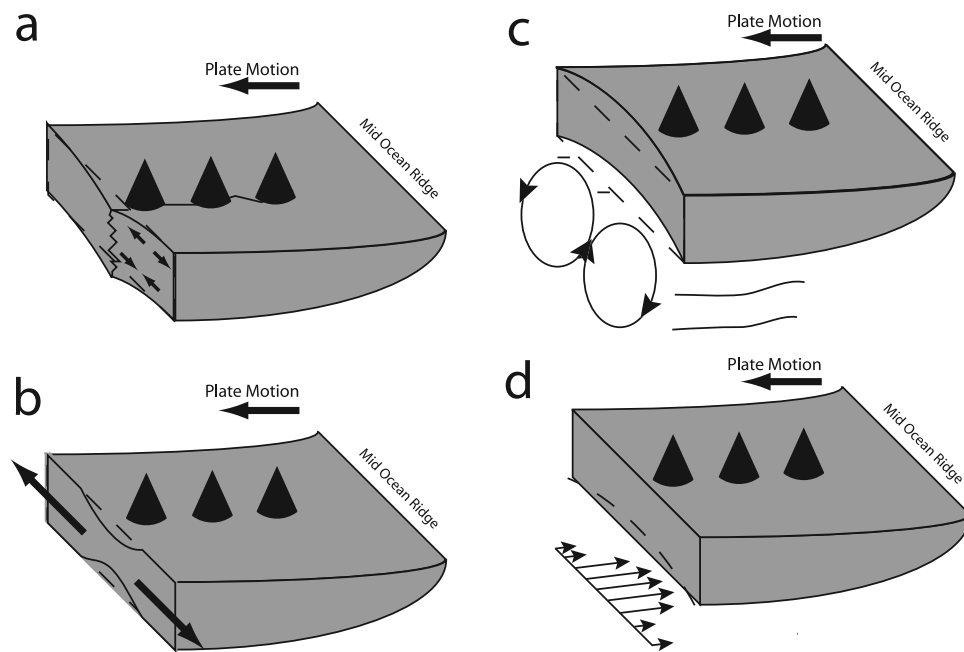 a
Plate Motion
Mid Ocean Ridge
b
Plate Motion
Mid Ocean Ridge
c
Plate Motion
Mid Ocean Ridge
d
Plate Motion
Mid Ocean Ridge